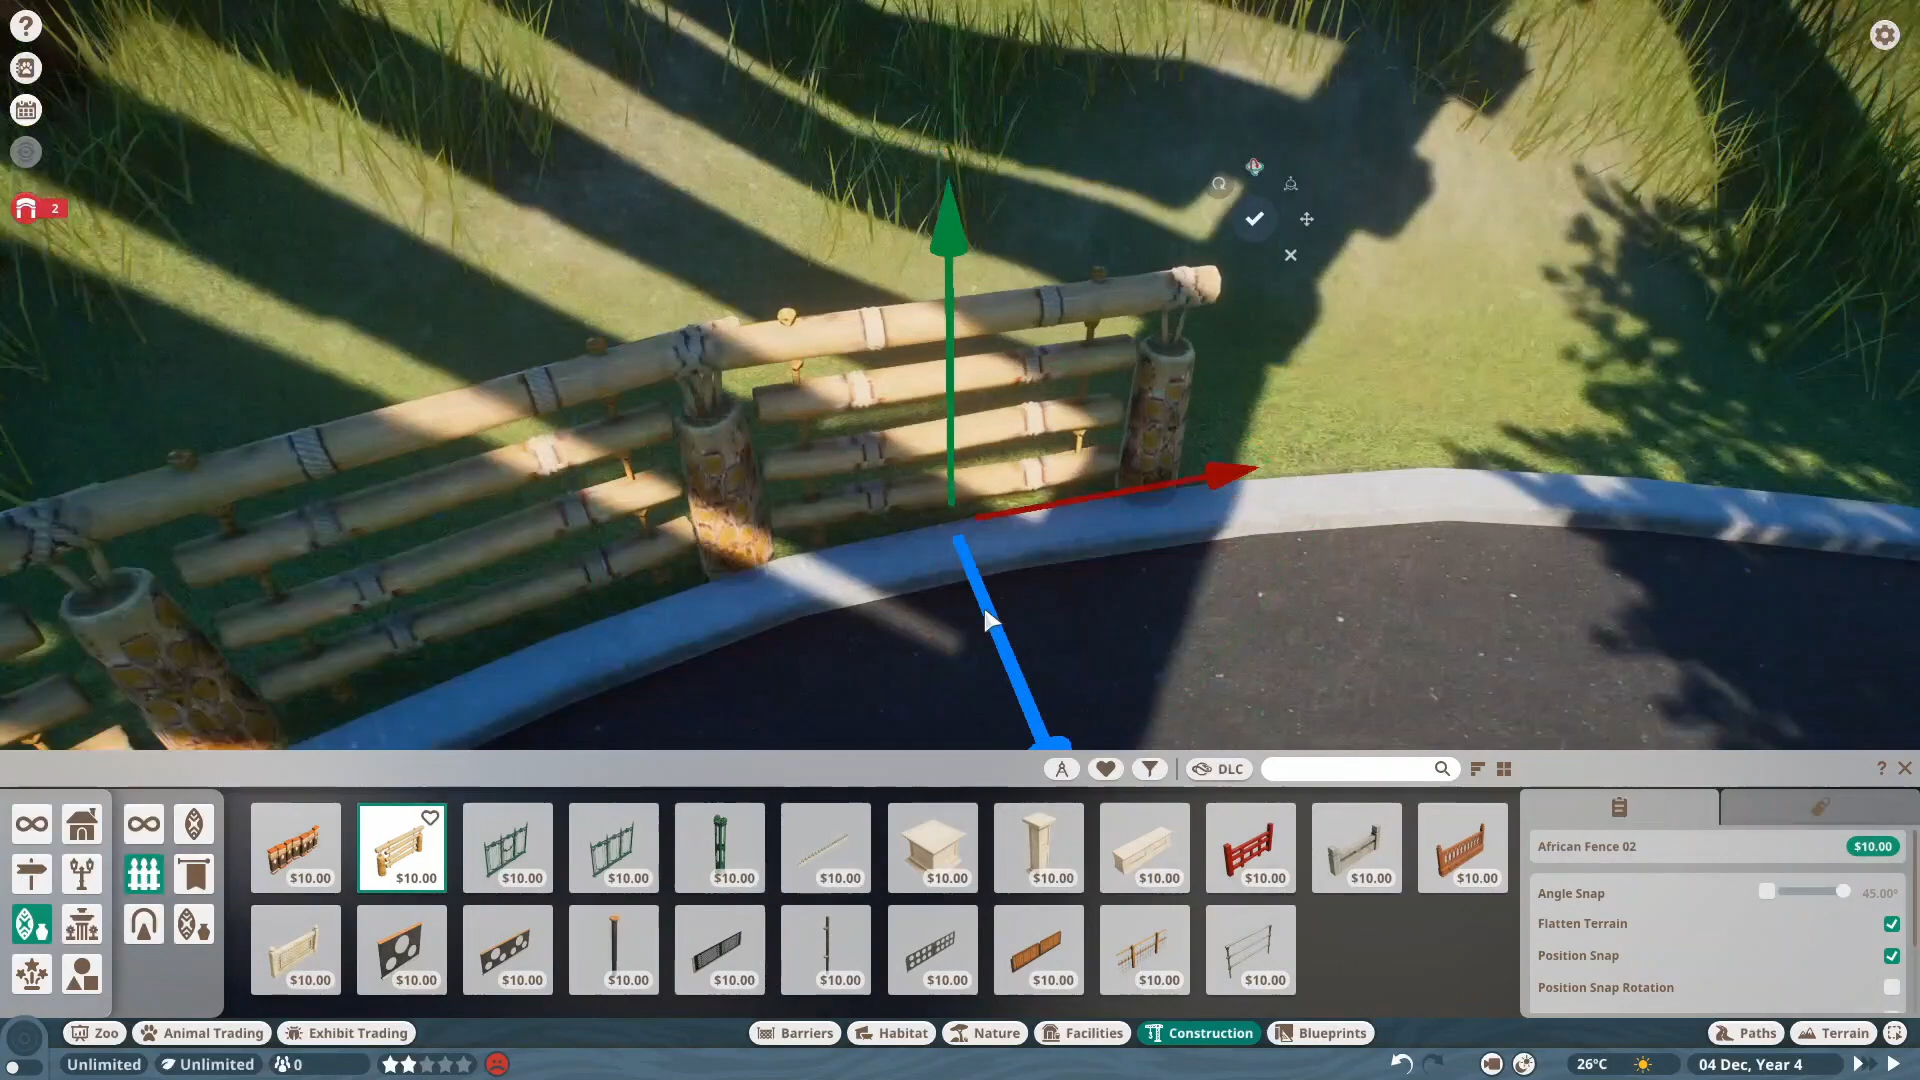 ?
2
DLC
?
$10.00 $10.00 $10.00 $10.00 $10.00 $10.00 $10.00 $10.00 $10.00 $10.00 $10.00 $10.00
$10.00 $10.00 $10.00 $10.00 $10.00 $10.00 $10.00 $10.00 $10.00 $10.00
African Fence 02 $10.00
Angle Snap 45.00°
Flatten Terrain
Position Snap
Position Snap Rotation
Zoo Animal Trading Exhibit Trading Barriers Habitat Nature Facilities Construction Blueprints Paths Terrain
Unlimited Unlimited 0 26°C 04 Dec, Year 4